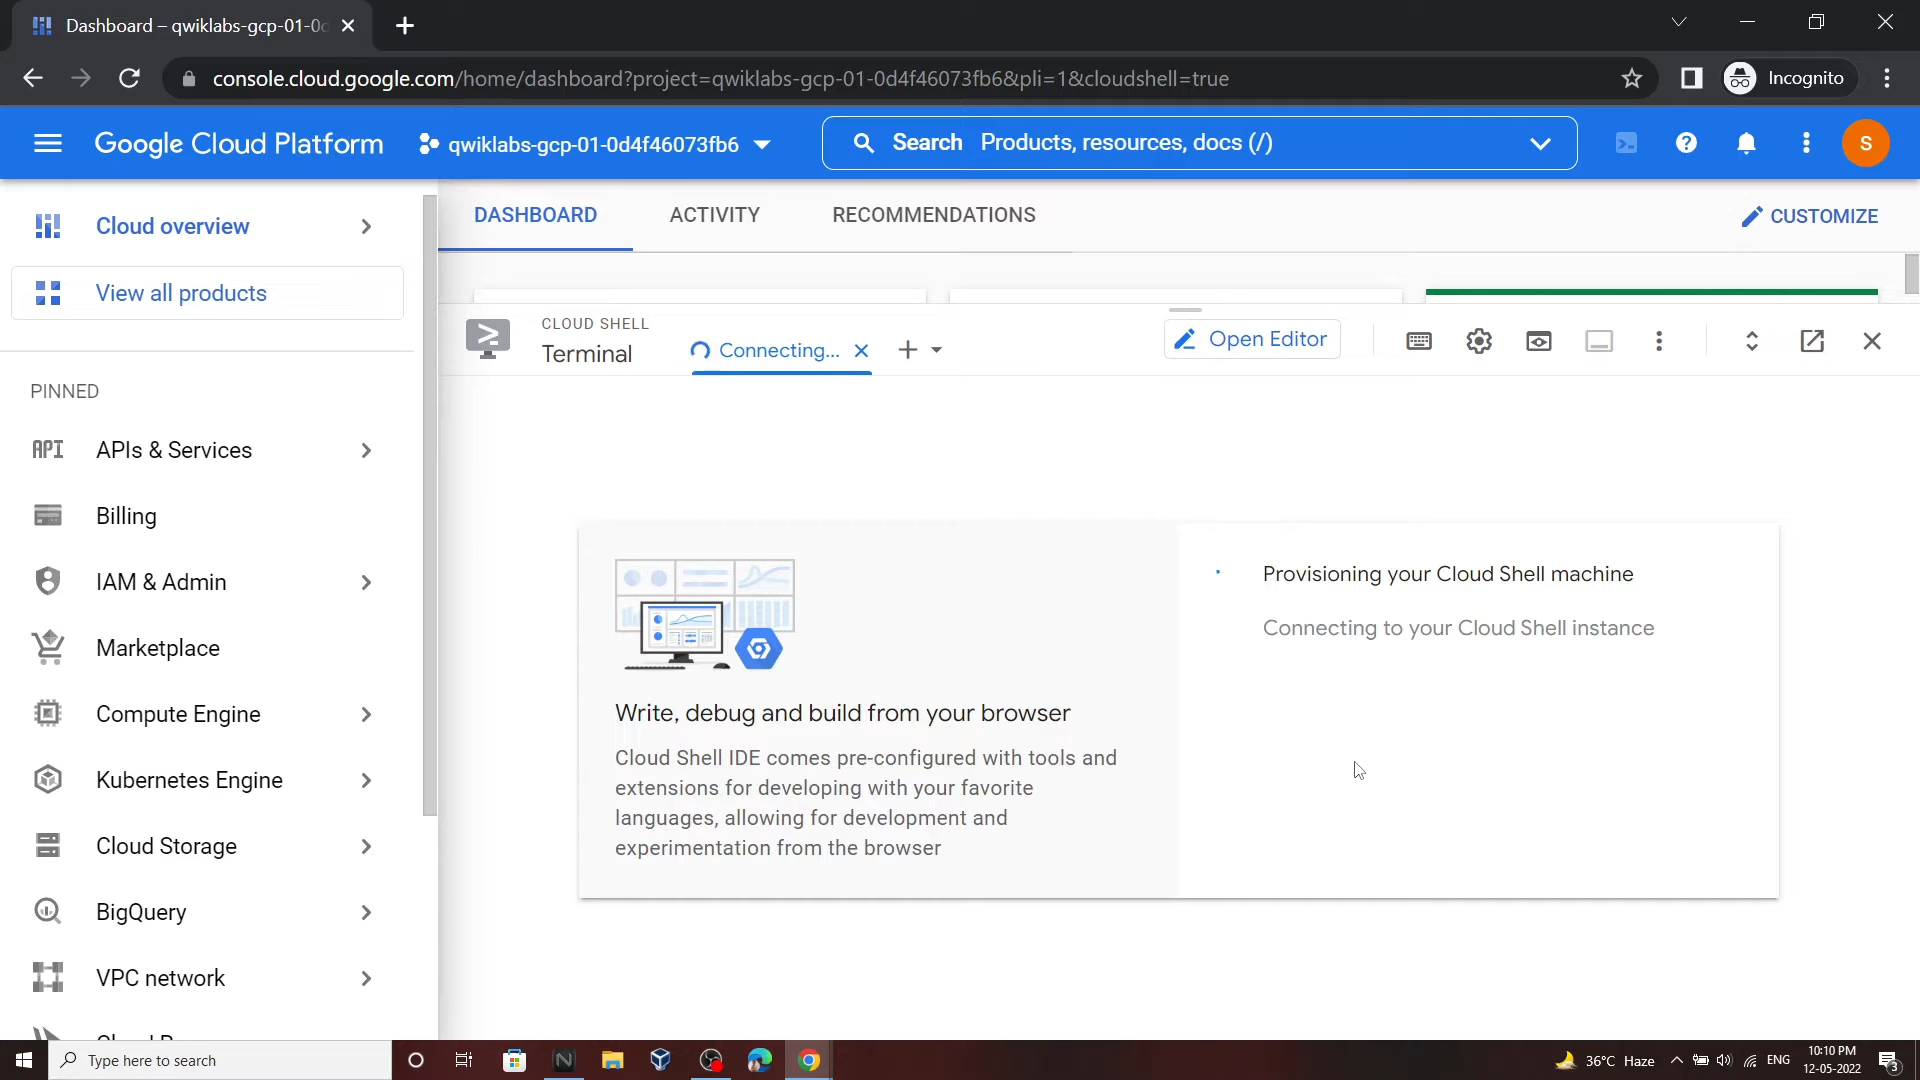 Dashboard – qwiklabs-gcp-01-0d
console.cloud.google.com/home/dashboard?project=qwiklabs-gcp-01-0d4f46073fb6&pli=1&cloudshell=true
Incognito
Google Cloud Platform
qwiklabs-gcp-01-0d4f46073fb6
Search Products, resources, docs (/)
S
Cloud overview
View all products
PINNED
API APIs & Services
Billing
IAM & Admin
Marketplace
Compute Engine
Kubernetes Engine
Cloud Storage
BigQuery
VPC network
DASHBOARD
ACTIVITY
RECOMMENDATIONS
CUSTOMIZE
CLOUD SHELL
Terminal
Connecting...
Open Editor
Write, debug and build from your browser
Cloud Shell IDE comes pre-configured with tools and
extensions for developing with your favorite
languages, allowing for development and
experimentation from the browser
Provisioning your Cloud Shell machine
Connecting to your Cloud Shell instance
Type here to search
36°C Haze
ENG
10:10 PM
12-05-2022
3